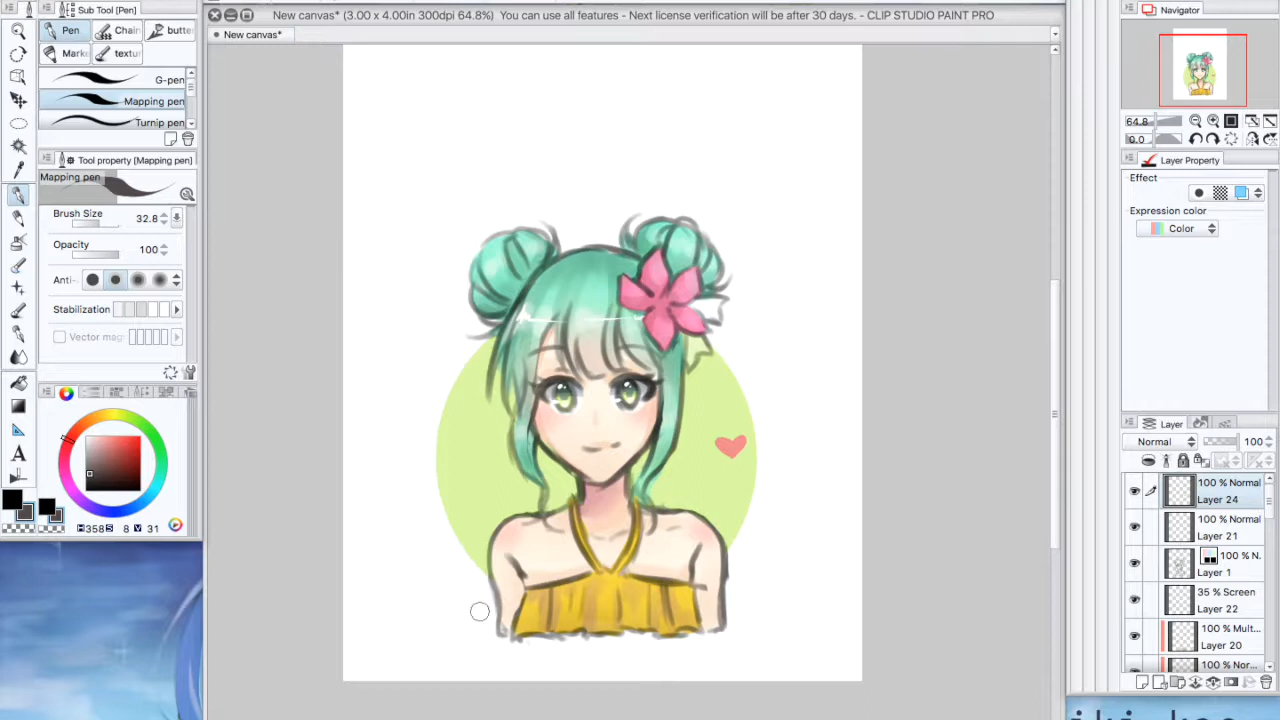 Sub Tool [Pen]
Pen
Chain
butte
Marke
textur
G-pen
Mapping pen
Turnip pen
Tool property [Mapping pen]
Mapping pen
Brush Size 32.8
Opacity 100
Anti-
Stabilization
Vector mag
H 358 S 8 V 31
New canvas* (3.00 x 4.00in 300dpi 64.8%) You can use all features - Next license verification will be after 30 days. - CLIP STUDIO PAINT PRO
New canvas*
Navigator
64.8
0.0
Layer Property
Effect
Expression color
Color
Layer
Normal 100
100 % Normal
Layer 24
100 % Normal
Layer 21
100 % N.
Layer 1
35 % Screen
Layer 22
100 % Mult...
Layer 20
100 % Nor...